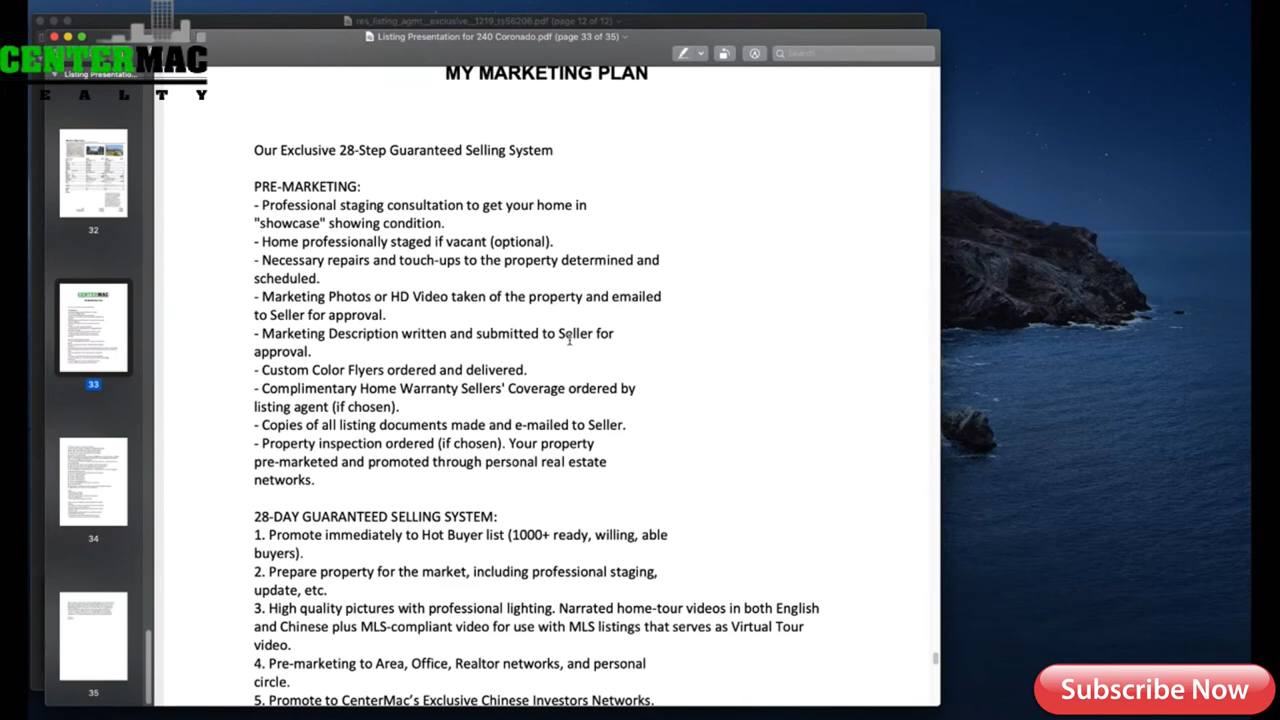 res_listing_agmt__exclusive__1219_ts56206.pdf (page 12 of 12)
Listing Presentation for 240 Coronado.pdf (page 33 of 35)
Search
CENTERMAC
REALTY
Listing Presentatio...
32
33
34
35
MY MARKETING PLAN
Our Exclusive 28-Step Guaranteed Selling System
PRE-MARKETING:
- Professional staging consultation to get your home in
"showcase" showing condition.
- Home professionally staged if vacant (optional).
- Necessary repairs and touch-ups to the property determined and
scheduled.
- Marketing Photos or HD Video taken of the property and emailed
to Seller for approval.
- Marketing Description written and submitted to Seller for
approval.
- Custom Color Flyers ordered and delivered.
- Complimentary Home Warranty Sellers' Coverage ordered by
listing agent (if chosen).
- Copies of all listing documents made and e-mailed to Seller.
- Property inspection ordered (if chosen). Your property
pre-marketed and promoted through personal real estate
networks.
28-DAY GUARANTEED SELLING SYSTEM:
1. Promote immediately to Hot Buyer list (1000+ ready, willing, able
buyers).
2. Prepare property for the market, including professional staging,
update, etc.
3. High quality pictures with professional lighting. Narrated home-tour videos in both English
and Chinese plus MLS-compliant video for use with MLS listings that serves as Virtual Tour
video.
4. Pre-marketing to Area, Office, Realtor networks, and personal
circle.
5. Promote to CenterMac's Exclusive Chinese Investors Networks.
Subscribe Now